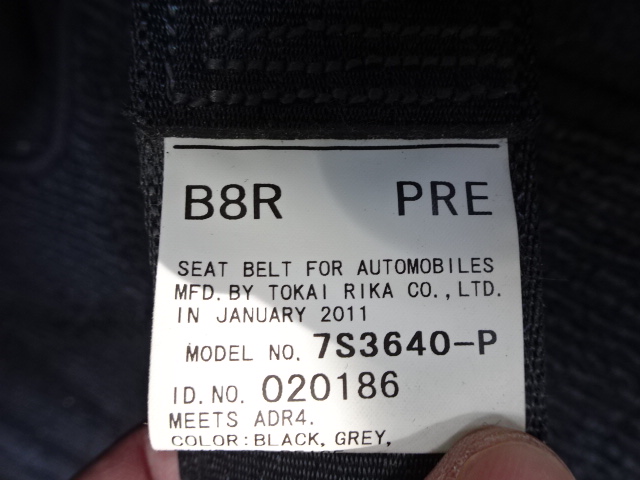 B8R PRE
SEAT BELT FOR AUTOMOBILES
MFD. BY TOKAI RIKA CO., LTD.
IN JANUARY 2011
MODEL NO. 7S3640-P
ID. NO. 020186
MEETS ADR4.
COLOR: BLACK, GREY,